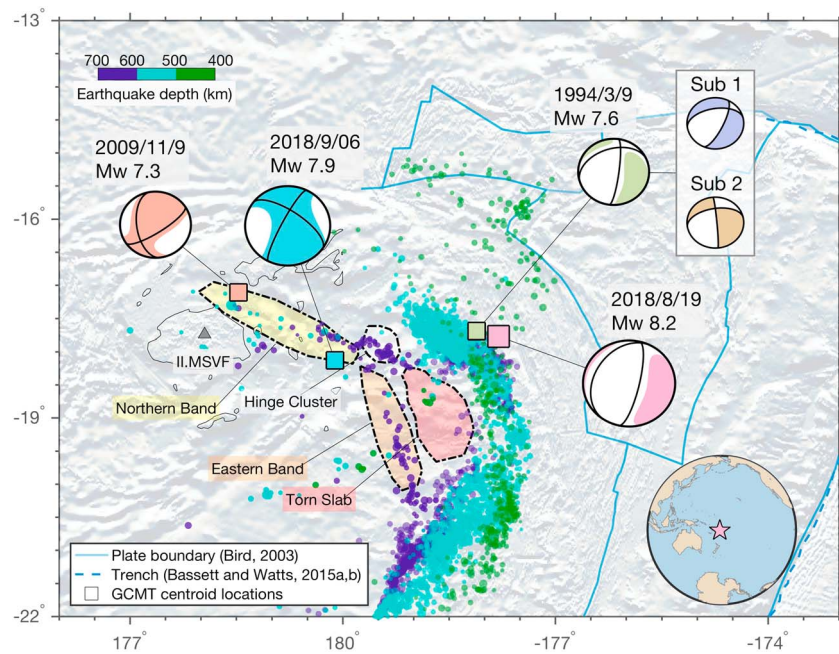 -13°
700 600 500 400
Earthquake depth (km)
1994/3/9
Mw 7.6
Sub 1
2009/11/9
Mw 7.3
2018/9/06
Mw 7.9
Sub 2
-16°
2018/8/19
Mw 8.2
II.MSVF
Northern Band
Hinge Cluster
-19°
Eastern Band
Torn Slab
Plate boundary (Bird, 2003)
Trench (Bassett and Watts, 2015a,b)
GCMT centroid locations
-22°
177° 180° -177° -174°